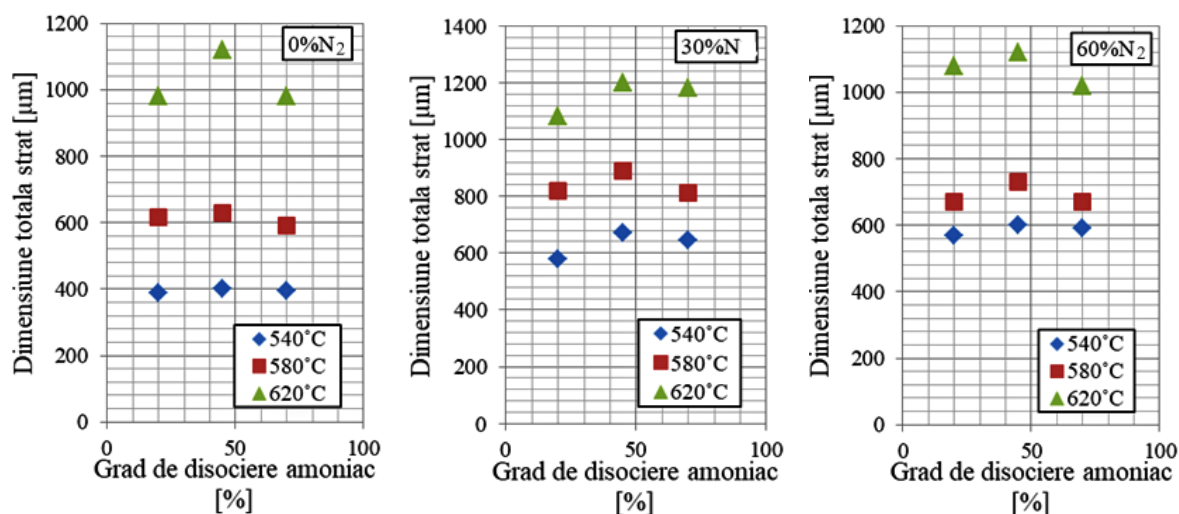 Dimensiune totala strat [µm]
1200
1000
800
600
400
200
0
0%N₂
540˚C
580˚C
620˚C
0
50
100
Grad de disociere amoniac
[%]
Dimensiune totala strat [µm]
1400
1200
1000
800
600
400
200
0
30%N
540˚C
580˚C
620˚C
0
50
100
Grad de disociere amoniac
[%]
Dimensiune totala strat [µm]
1200
1000
800
600
400
200
0
60%N₂
540˚C
580˚C
620˚C
0
50
100
Grad de disociere amoniac
[%]